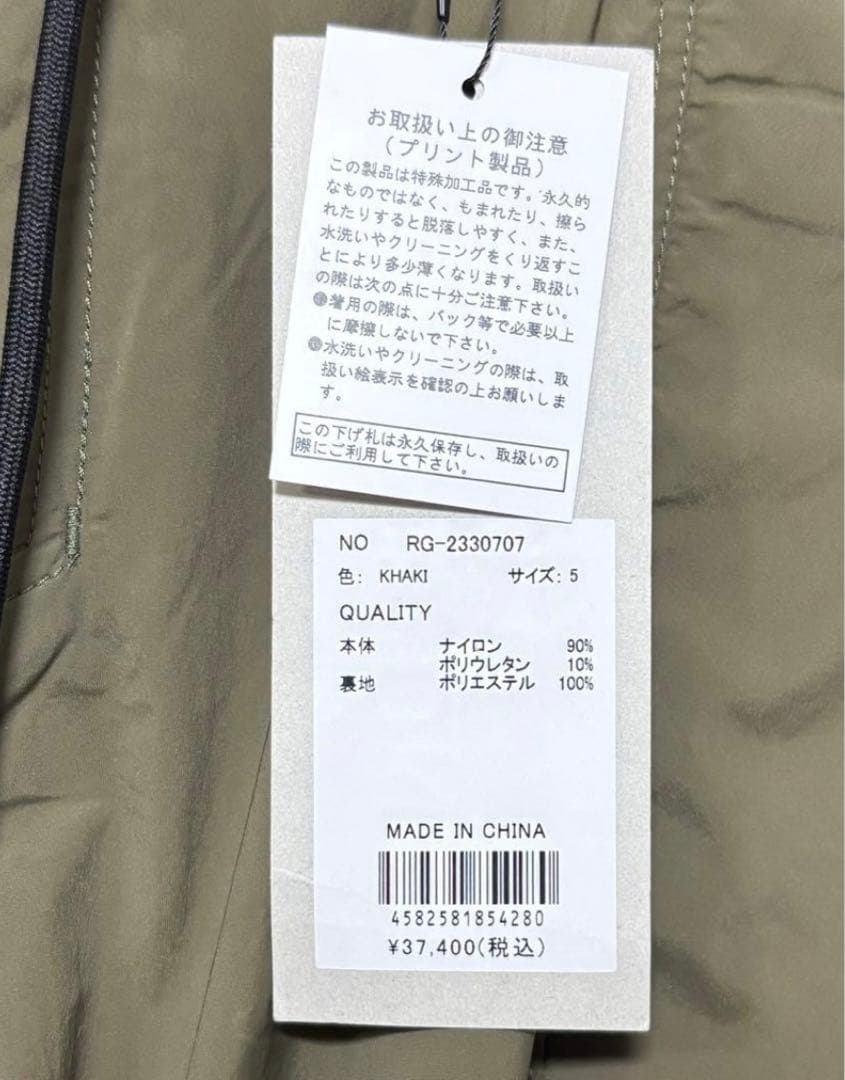 お取扱い上の御注意
（プリント製品）
この製品は特殊加工品です。永久的
なものではなく、もまれたり、擦ら
れたりすると脱落しやすく、また、
水洗いやクリーニングをくり返すこ
とにより多少薄くなります。取扱い
の際は次の点に十分ご注意下さい。
●着用の際は、バック等で必要以上
に摩擦しないで下さい。
●水洗いやクリーニングの際は、取
扱い絵表示を確認の上お願いしま
す。
この下げ札は永久保存し、取扱いの
際にご利用して下さい。
NO RG-2330707
色: KHAKI サイズ: 5
QUALITY
本体 ナイロン 90%
ポリウレタン 10%
裏地 ポリエステル 100%
MADE IN CHINA
4582581854280
¥37,400(税込)